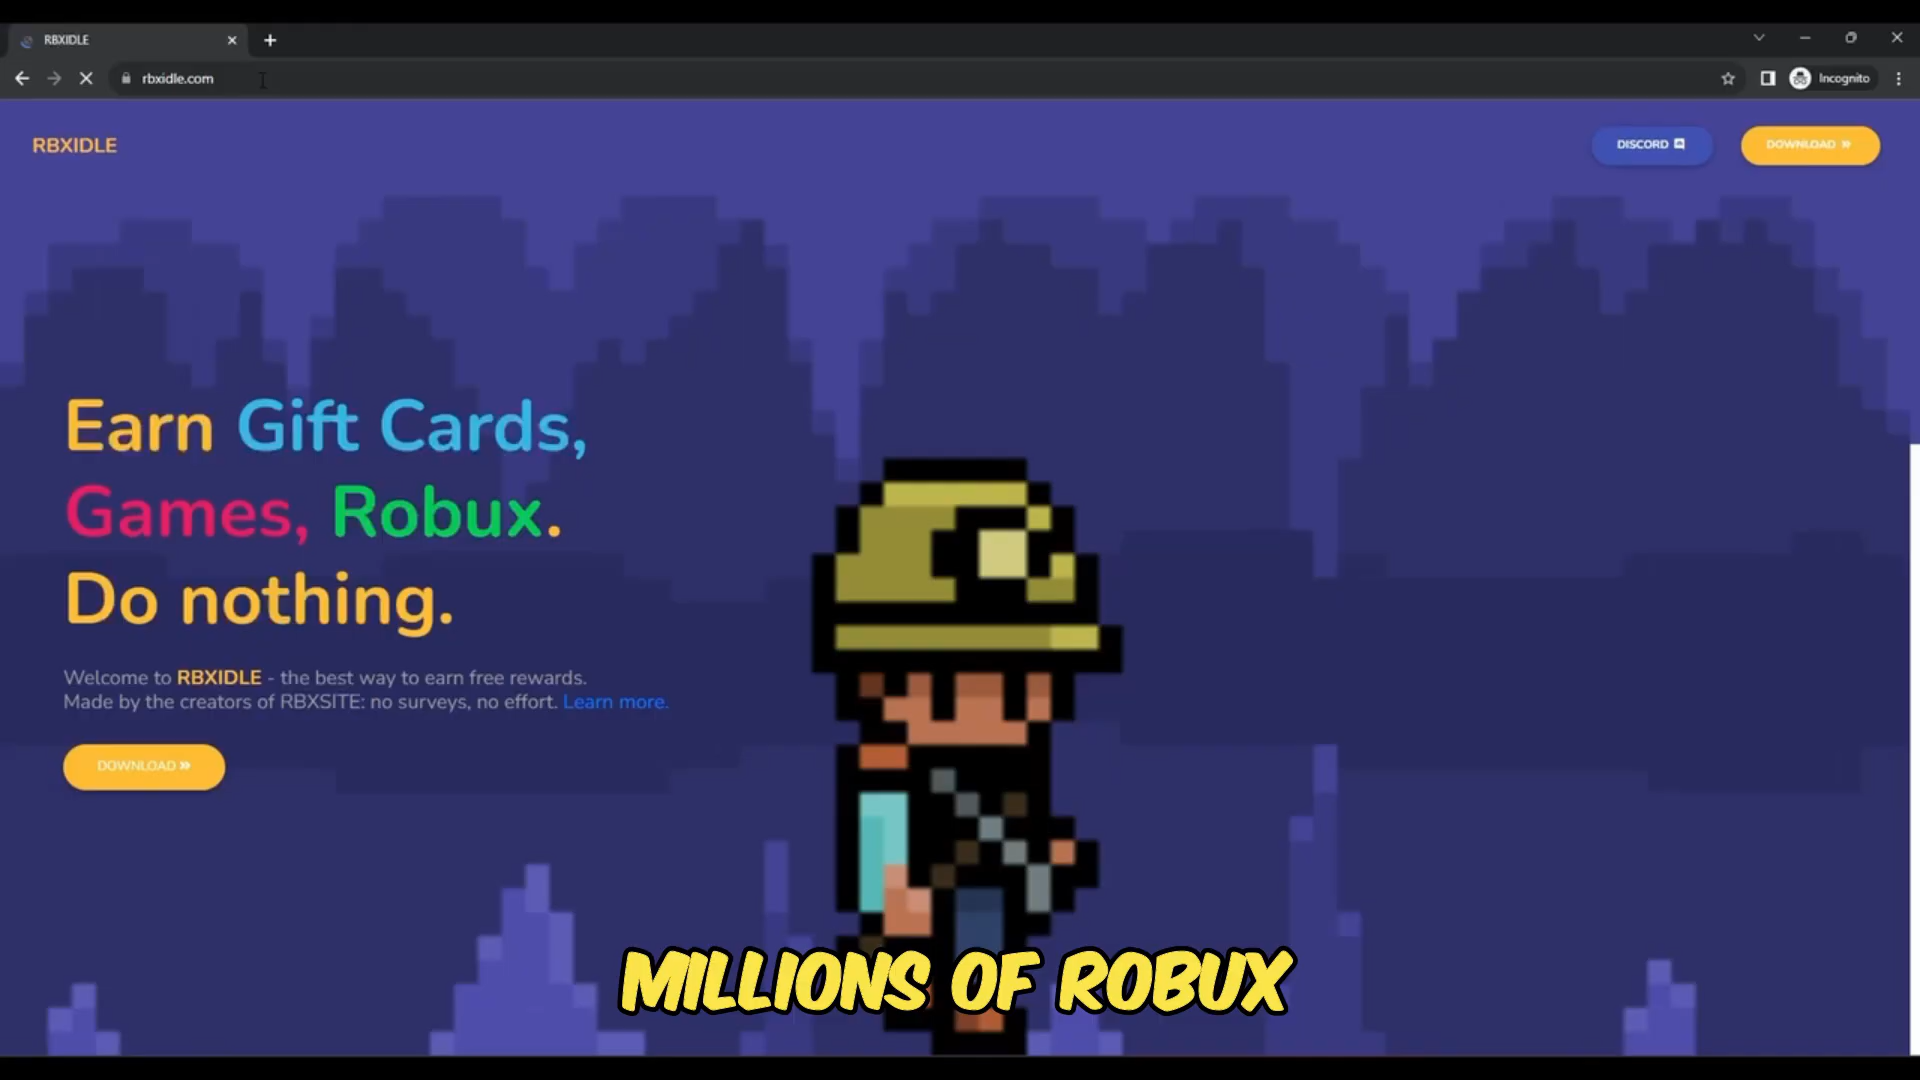 RBXIDLE
rbxidle.com
Incognito
RBXIDLE
DISCORD
DOWNLOAD »
Earn Gift Cards,
Games, Robux.
Do nothing.
Welcome to RBXIDLE - the best way to earn free rewards.
Made by the creators of RBXSITE: no surveys, no effort. Learn more.
DOWNLOAD »
MILLIONS OF ROBUX